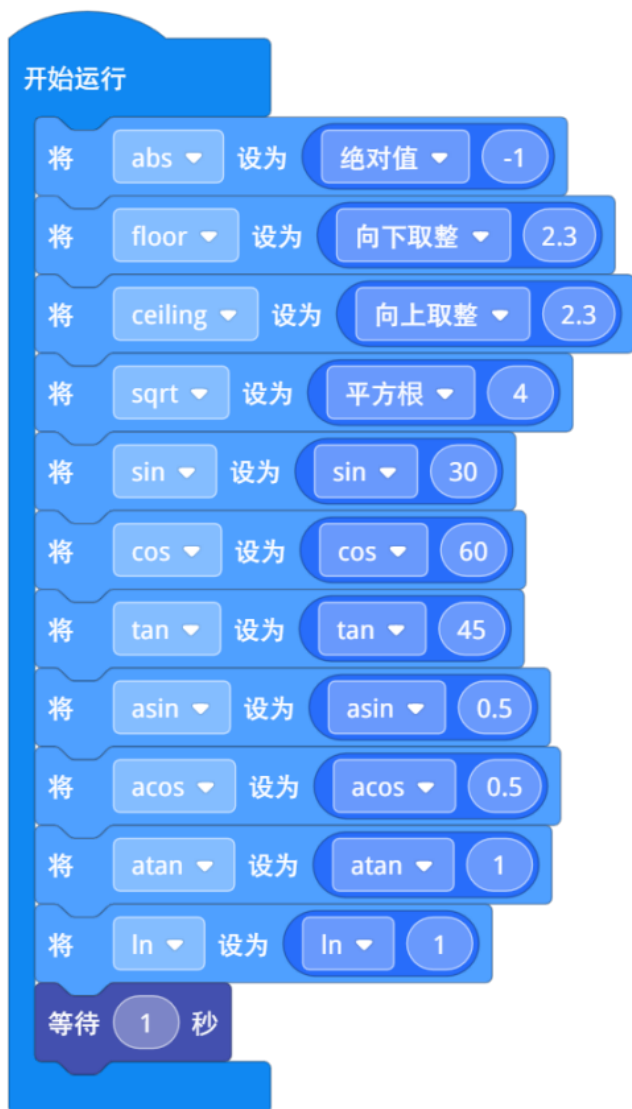 开始运行
将 abs 设为 绝对值 -1
将 floor 设为 向下取整 2.3
将 ceiling 设为 向上取整 2.3
将 sqrt 设为 平方根 4
将 sin 设为 sin 30
将 cos 设为 cos 60
将 tan 设为 tan 45
将 asin 设为 asin 0.5
将 acos 设为 acos 0.5
将 atan 设为 atan 1
将 ln 设为 ln 1
等待 1 秒